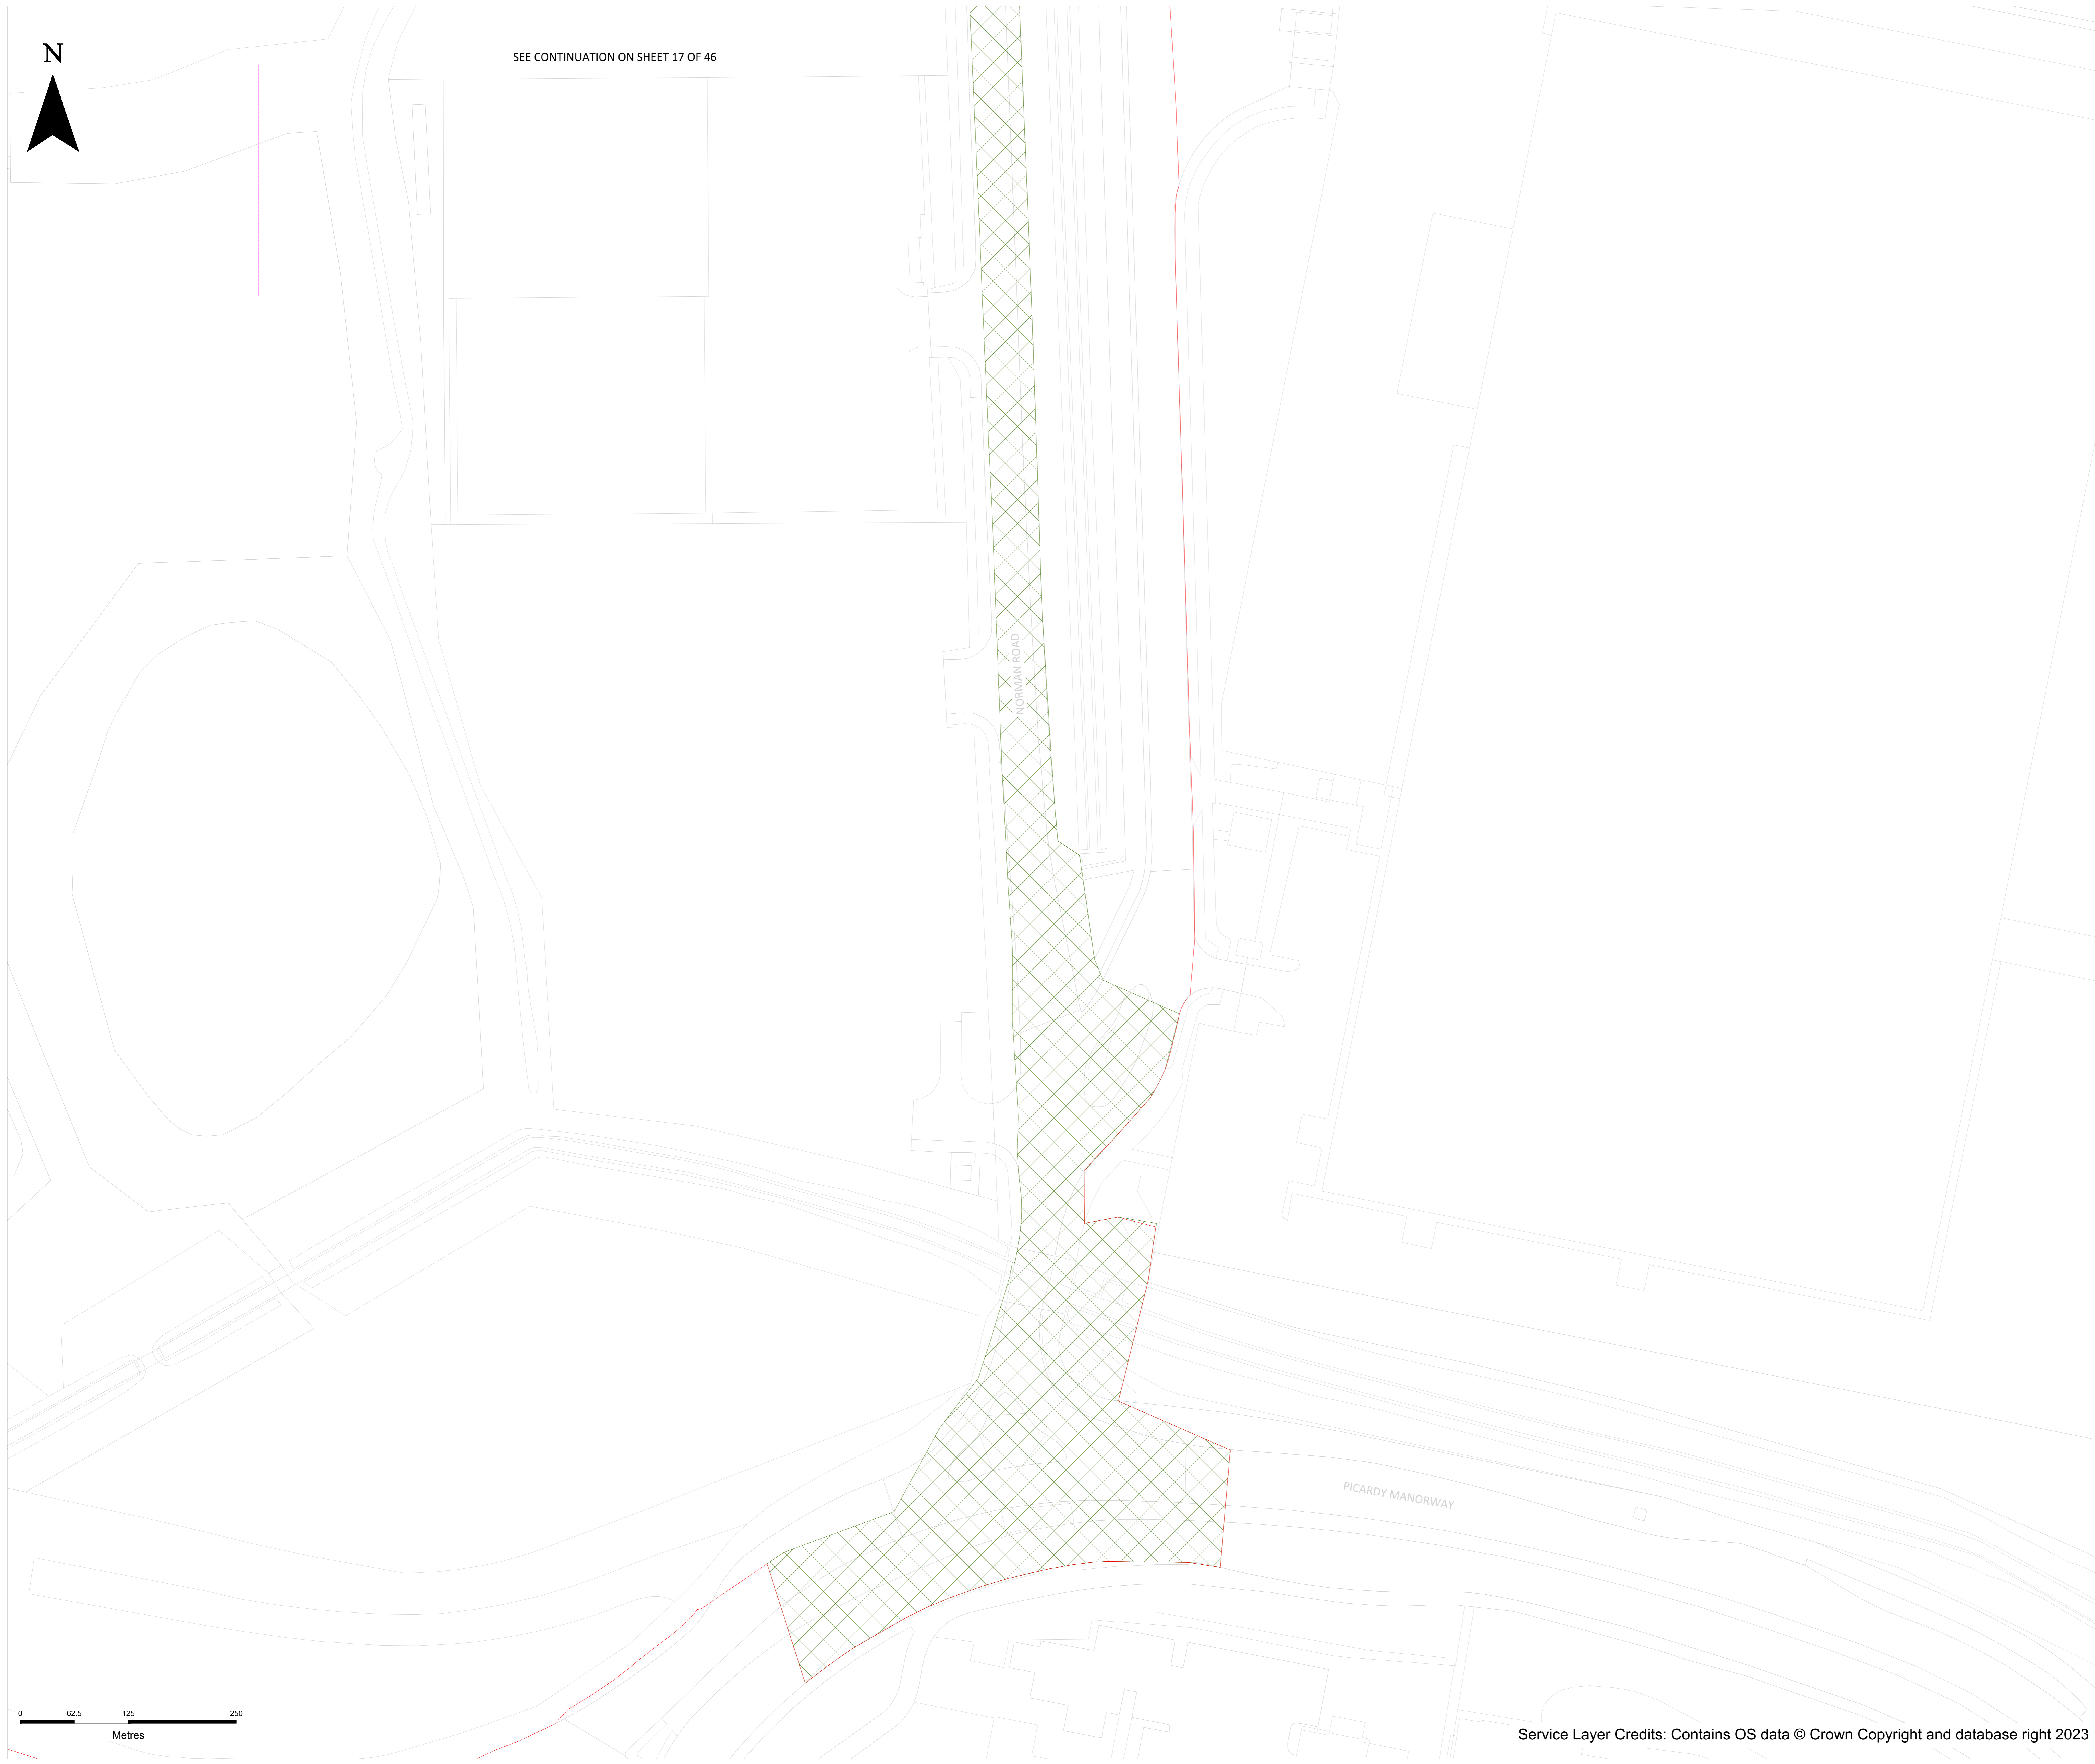 N
SEE CONTINUATION ON SHEET 17 OF 46
NORMAN ROAD
PICARDY MANORWAY
0 62.5 125 250
Metres
Service Layer Credits: Contains OS data © Crown Copyright and database right 2023